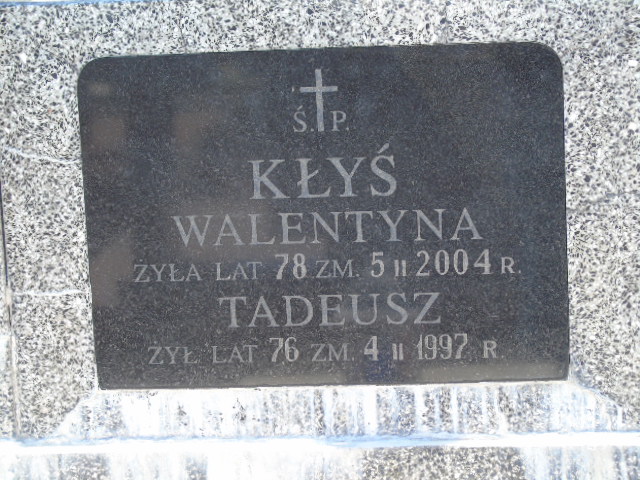 Ś. P.
KŁYŚ
WALENTYNA
ŻYŁA LAT 78 ZM. 5 II 2004 R.
TADEUSZ
ŻYŁ LAT 76 ZM. 4 II 1997 R.